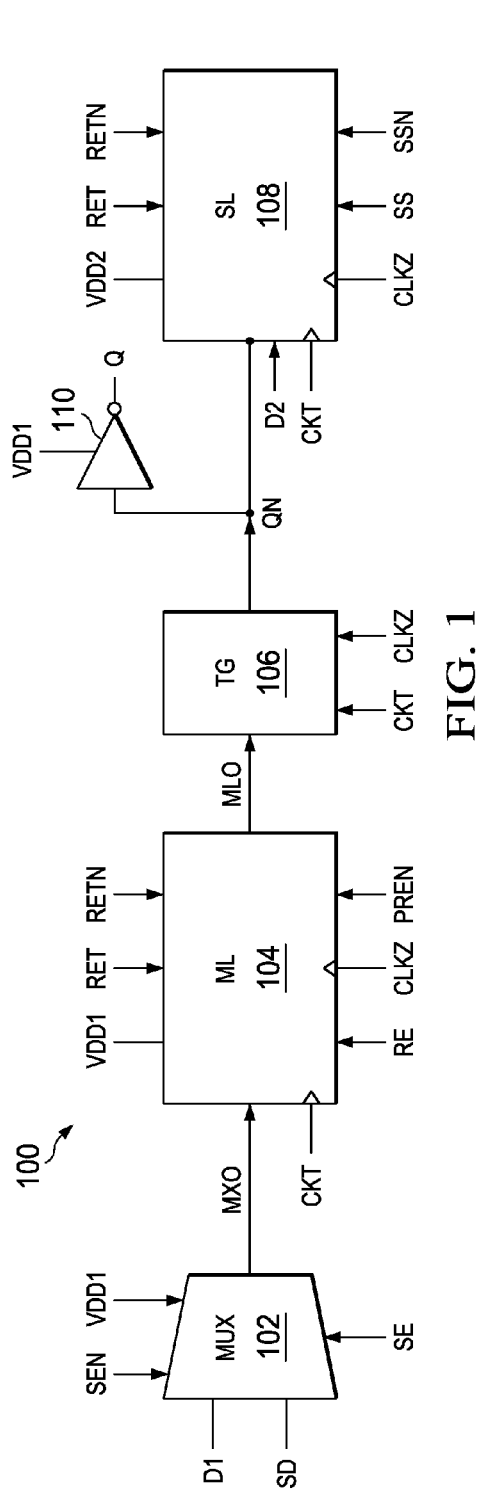 100
SEN
VDD1
D1
SD
MUX
102
SE
MXO
VDD1
RET
RETN
ML
104
CKT
RE
CLKZ
PREN
MLO
TG
106
CKT
CLKZ
VDD1
110
Q
QN
VDD2
RET
RETN
SL
108
D2
CKT
CLKZ
SS
SSN
FIG. 1